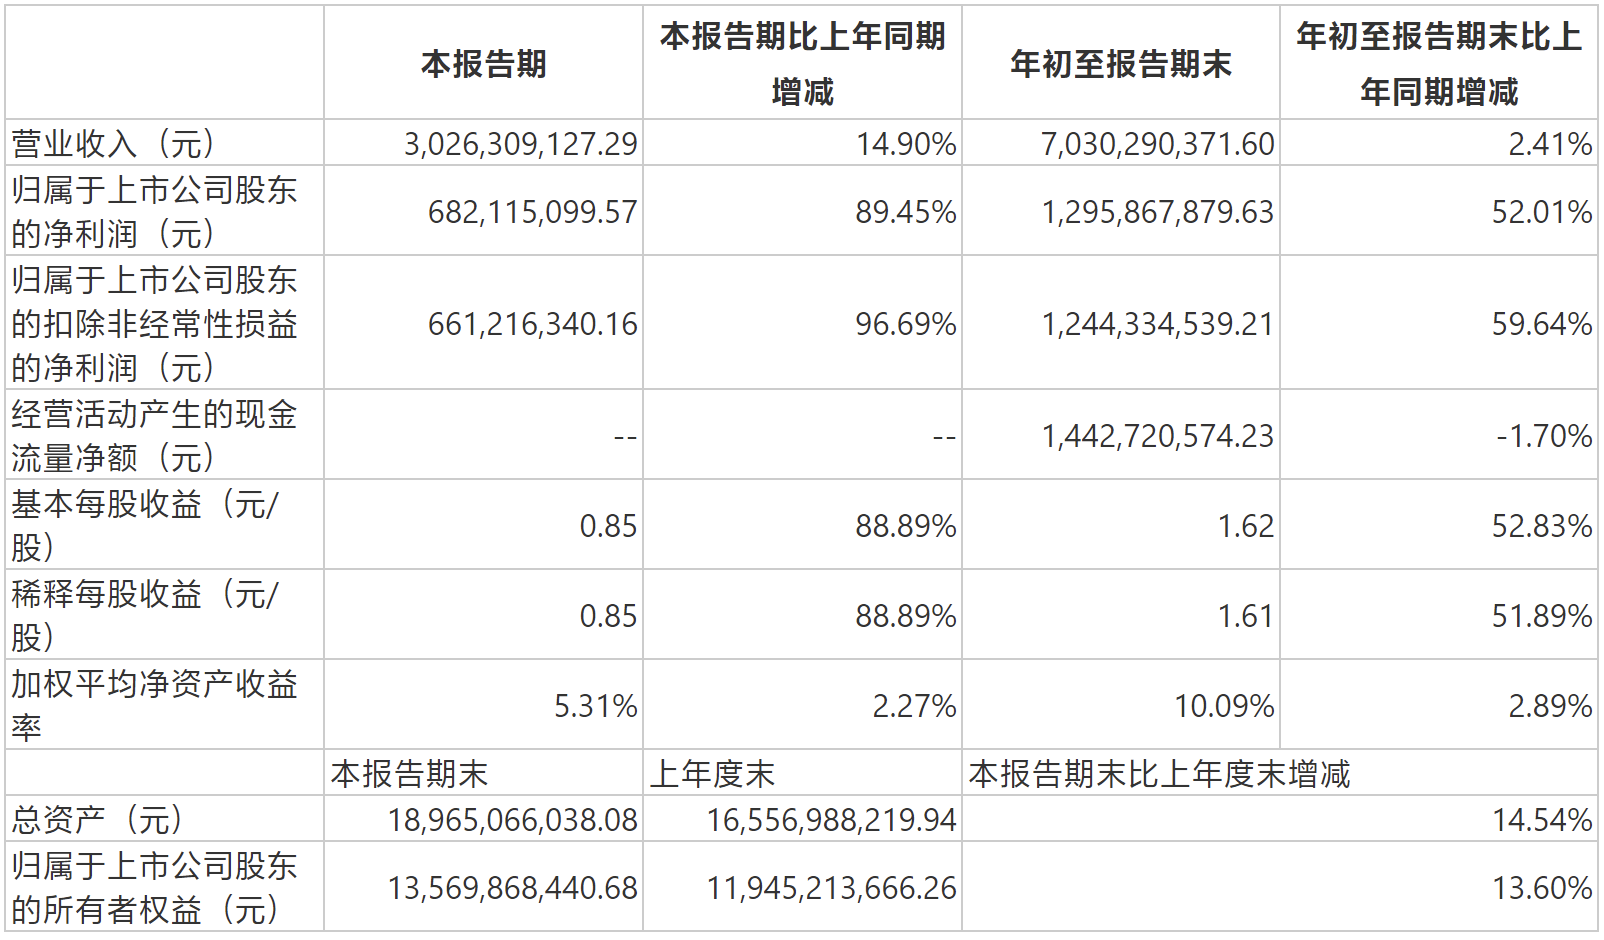 本报告期 本报告期比上年同期增减 年初至报告期末 年初至报告期末比上年同期增减
营业收入（元） 3,026,309,127.29 14.90% 7,030,290,371.60 2.41%
归属于上市公司股东的净利润（元） 682,115,099.57 89.45% 1,295,867,879.63 52.01%
归属于上市公司股东的扣除非经常性损益的净利润（元） 661,216,340.16 96.69% 1,244,334,539.21 59.64%
经营活动产生的现金流量净额（元） -- -- 1,442,720,574.23 -1.70%
基本每股收益（元/股） 0.85 88.89% 1.62 52.83%
稀释每股收益（元/股） 0.85 88.89% 1.61 51.89%
加权平均净资产收益率 5.31% 2.27% 10.09% 2.89%
本报告期末 上年度末 本报告期末比上年度末增减
总资产（元） 18,965,066,038.08 16,556,988,219.94 14.54%
归属于上市公司股东的所有者权益（元） 13,569,868,440.68 11,945,213,666.26 13.60%